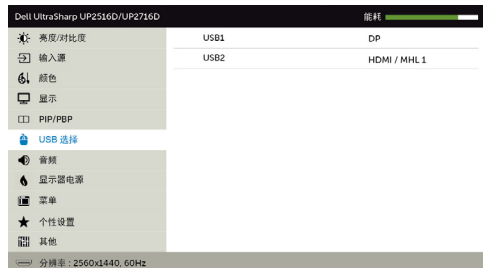 Dell UltraSharp UP2516D/UP2716D 能耗
亮度/对比度 USB1 DP
输入源 USB2 HDMI / MHL 1
颜色
显示
PIP/PBP
USB 选择
音频
显示器电源
菜单
个性设置
其他
分辨率 : 2560x1440, 60Hz